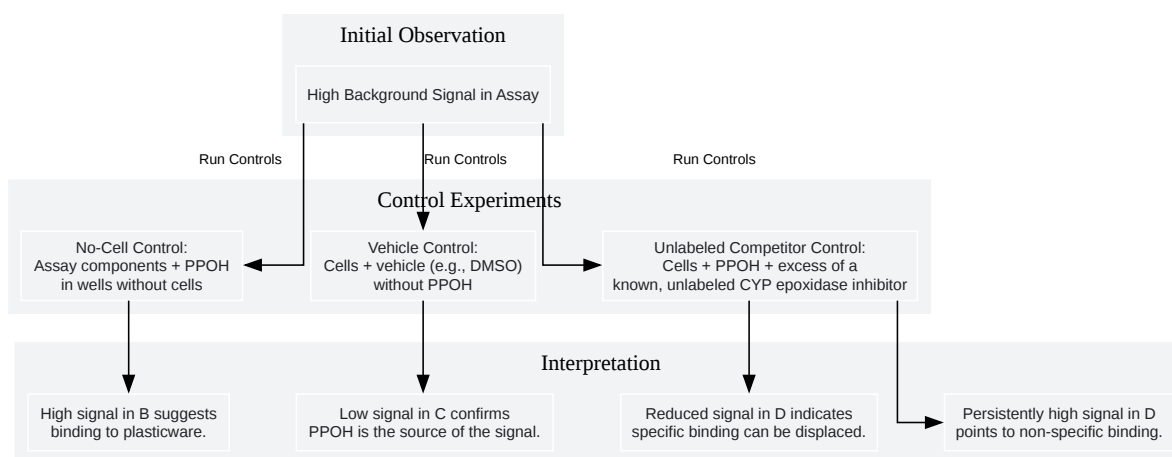 Initial Observation
High Background Signal in Assay
Run Controls
Run Controls
Run Controls
Control Experiments
No-Cell Control:
Assay components + PPOH
in wells without cells
Vehicle Control:
Cells + vehicle (e.g., DMSO)
without PPOH
Unlabeled Competitor Control:
Cells + PPOH + excess of a
known, unlabeled CYP epoxidase inhibitor
Interpretation
High signal in B suggests
binding to plasticware.
Low signal in C confirms
PPOH is the source of the signal.
Reduced signal in D indicates
specific binding can be displaced.
Persistently high signal in D
points to non-specific binding.